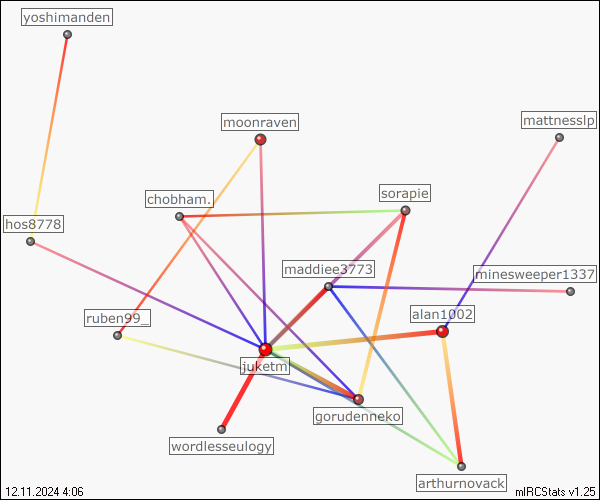 yoshimanden
moonraven
mattnesslp
chobham.
sorapie
hos8778
maddiee3773
minesweeper1337
ruben99_
alan1002
juketm
gorudenneko
wordlesseulogy
arthurnovack
12.11.2024 4:06
mIRCStats v1.25